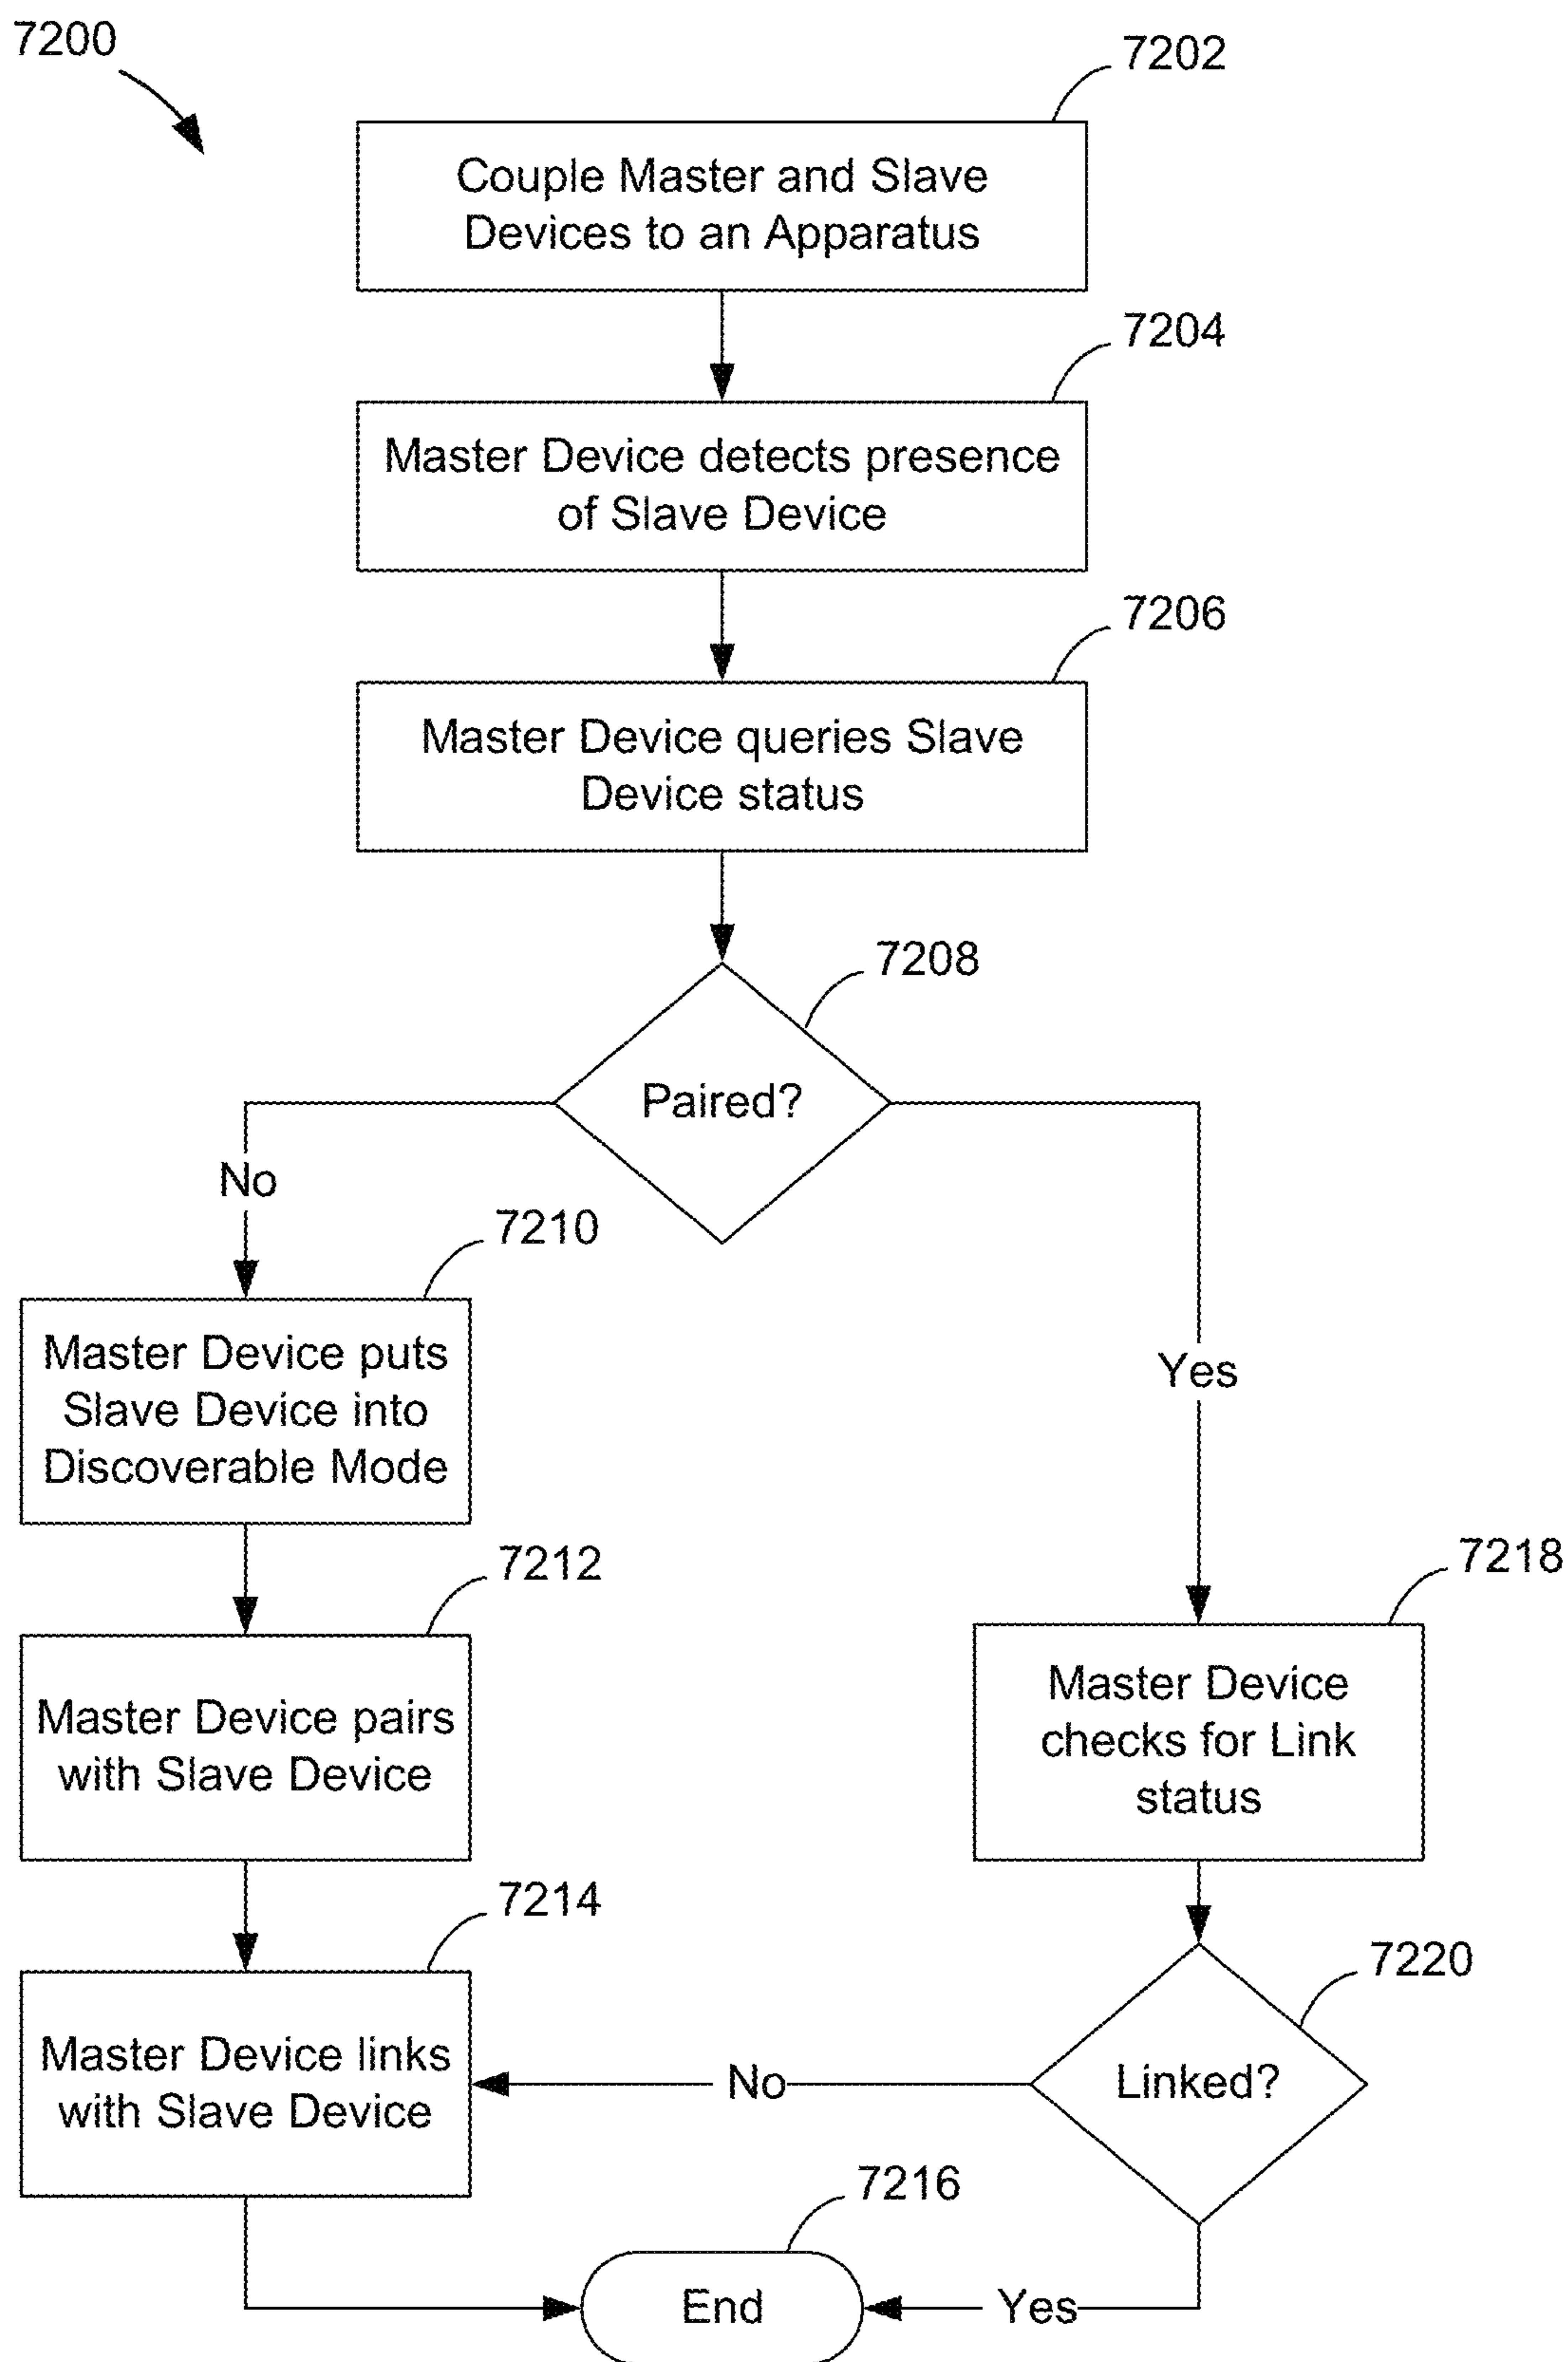 7200
7202
Couple Master and Slave
Devices to an Apparatus
7204
Master Device detects presence
of Slave Device
7206
Master Device queries Slave
Device status
7208
Paired?
No
Yes
7210
Master Device puts
Slave Device into
Discoverable Mode
7212
Master Device pairs
with Slave Device
7218
Master Device
checks for Link
status
7214
Master Device links
with Slave Device
7220
Linked?
No
7216
End
Yes